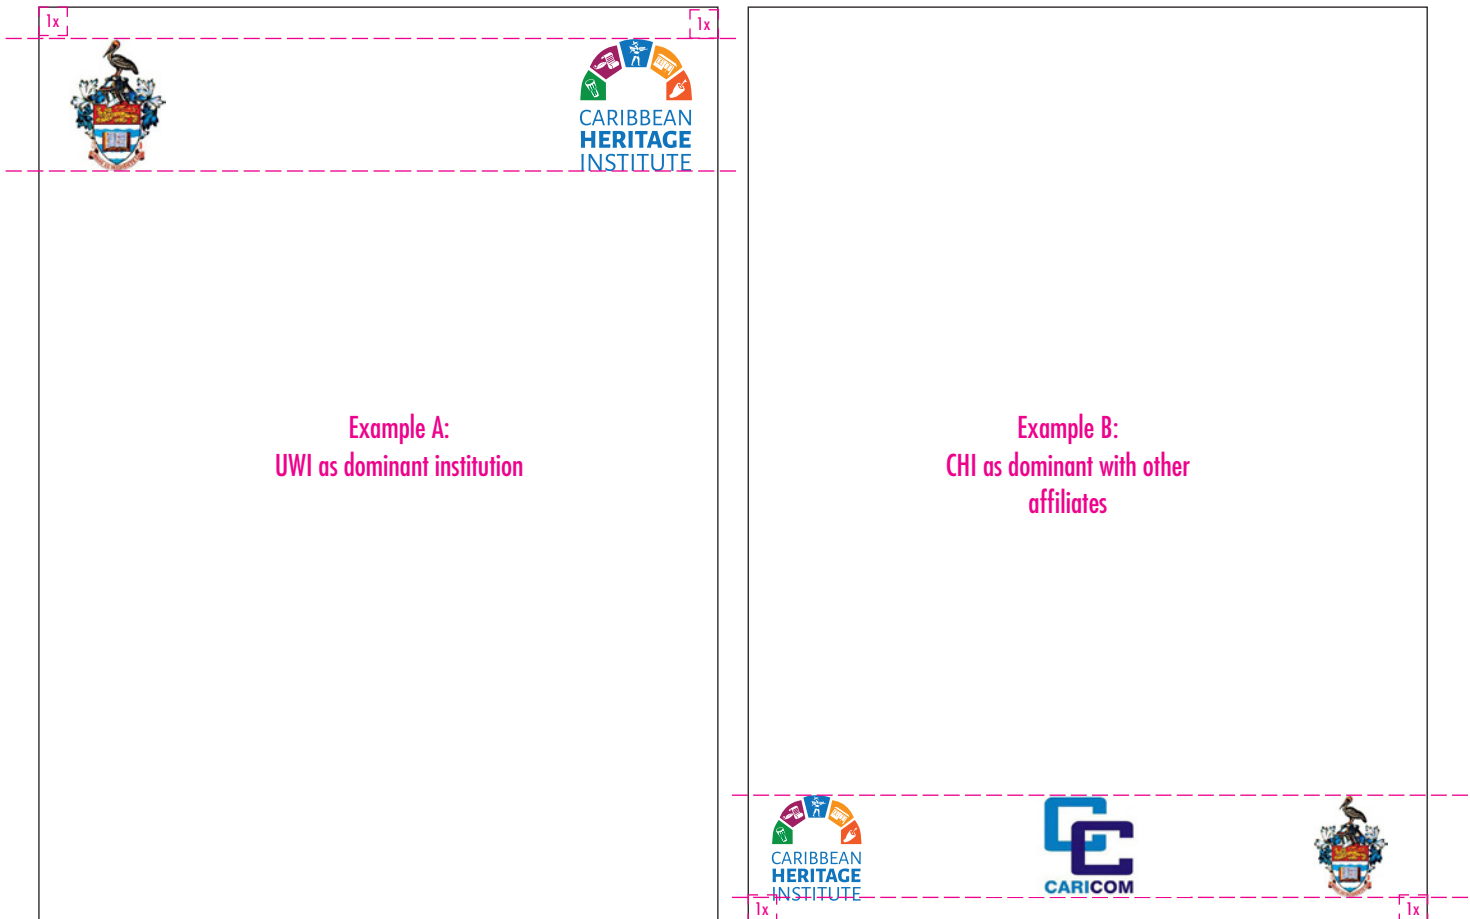 1x
1x
CARIBBEAN
HERITAGE
INSTITUTE
Example A:
UWI as dominant institution
Example B:
CHI as dominant with other
affiliates
CARIBBEAN
HERITAGE
INSTITUTE
CARICOM
1x
1x